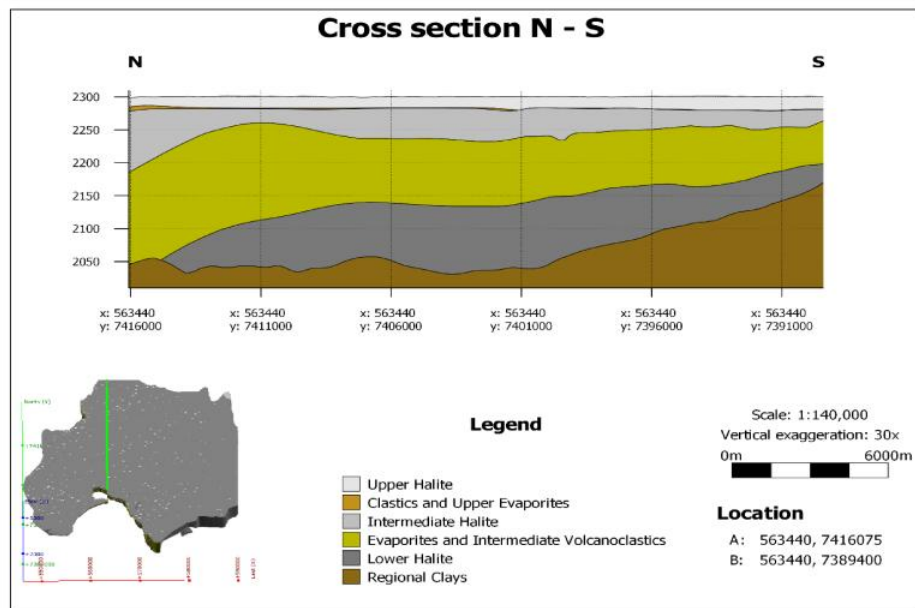 Cross section N - S
N
S
2300
2250
2200
2150
2100
2050
x: 563440 x: 563440 x: 563440 x: 563440 x: 563440 x: 563440
y: 7416000 y: 7411000 y: 7406000 y: 7401000 y: 7396000 y: 7391000
Legend
Upper Halite
Clastics and Upper Evaporites
Intermediate Halite
Evaporites and Intermediate Volcanoclastics
Lower Halite
Regional Clays
Scale: 1:140,000
Vertical exaggeration: 30x
0m 6000m
Location
A: 563440, 7416075
B: 563440, 7389400